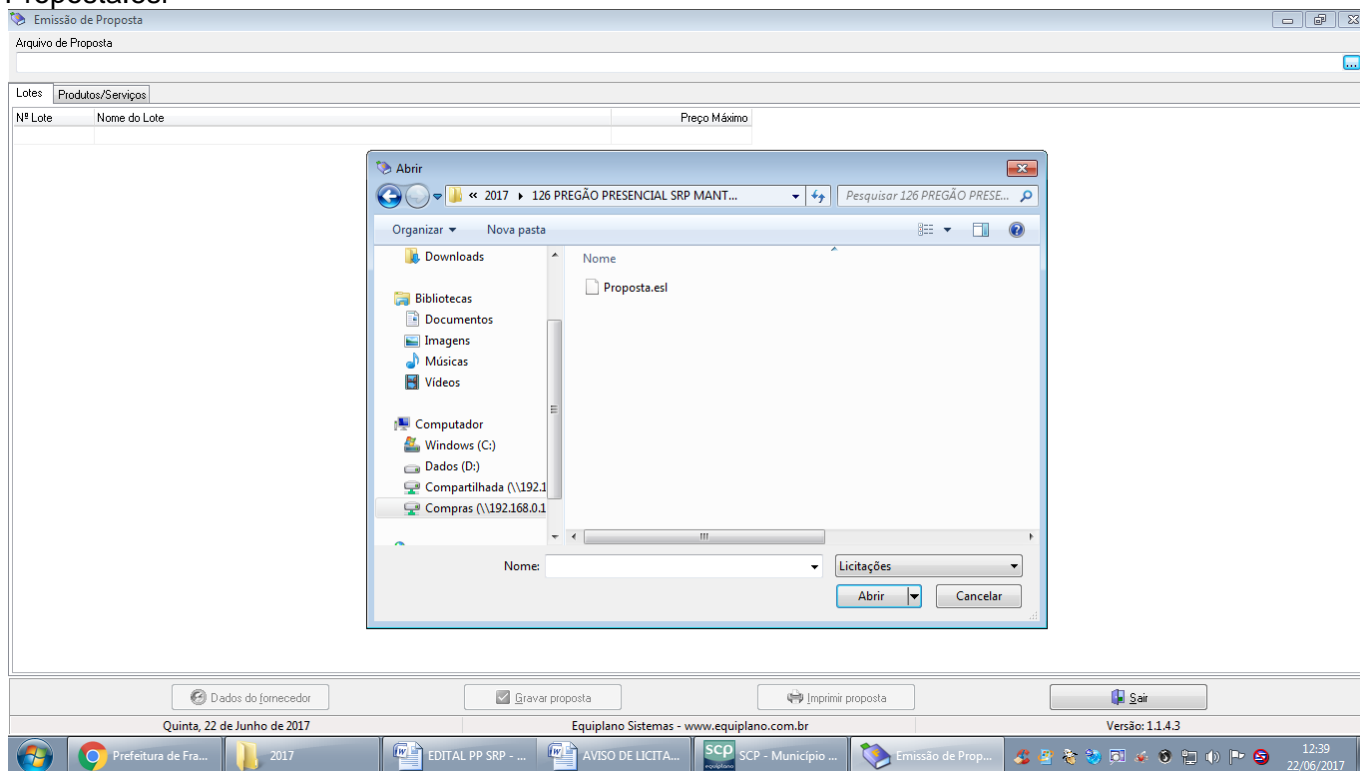 Emissão de Proposta
Arquivo de Proposta
...
Lotes Produtos/Serviços
Nº Lote Nome do Lote Preço Máximo
Abrir
« 2017 126 PREGÃO PRESENCIAL SRP MANT... Pesquisar 126 PREGÃO PRESE...
Organizar Nova pasta
Downloads
Nome
Proposta.esl
Bibliotecas
Documentos
Imagens
Músicas
Vídeos
Computador
Windows (C:)
Dados (D:)
Compartilhada (\\192.1
Compras (\\192.168.0.1
Nome: Licitações
Abrir Cancelar
Dados do fornecedor Gravar proposta Imprimir proposta Sair
Quinta, 22 de Junho de 2017 Equiplano Sistemas - www.equiplano.com.br Versão: 1.1.4.3
Prefeitura de Fra... 2017 EDITAL PP SRP - ... AVISO DE LICITA... SCP equiplano SCP - Município ... Emissão de Prop... 12:39
22/06/2017